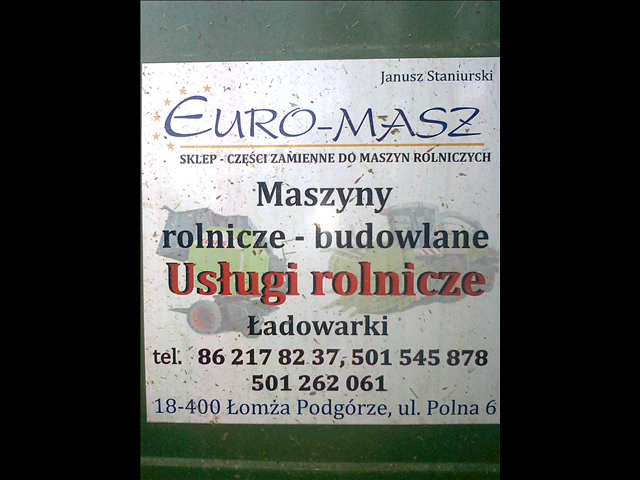 Janusz Staniurski
EURO-MASZ
SKLEP - CZĘŚCI ZAMIENNE DO MASZYN ROLNICZYCH
Maszyny
rolnicze - budowlane
Usługi rolnicze
Ładowarki
tel. 86 217 82 37, 501 545 878
501 262 061
18-400 Łomża Podgórze, ul. Polna 6